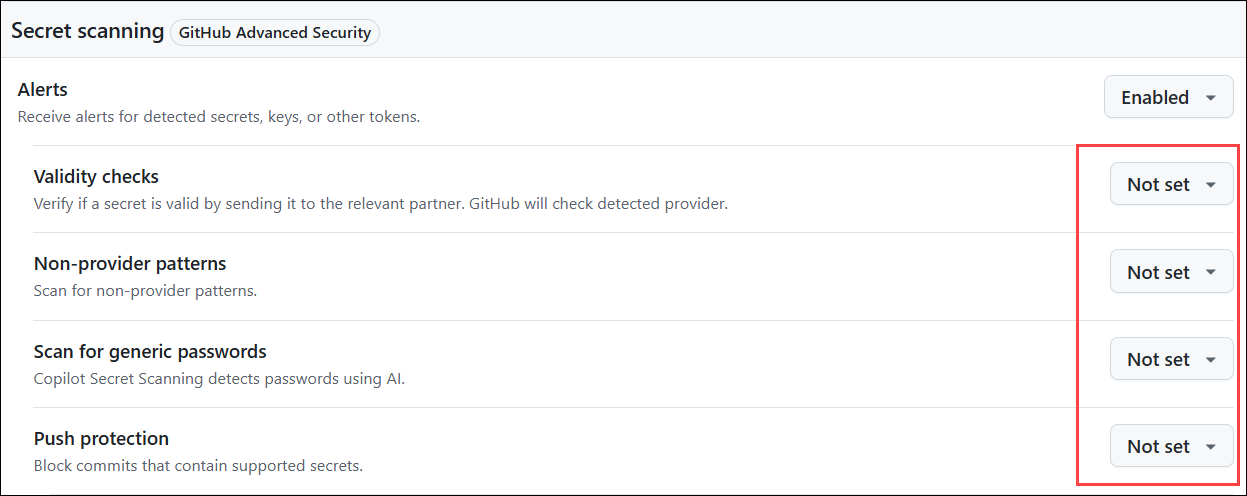 Secret scanning GitHub Advanced Security
Alerts
Receive alerts for detected secrets, keys, or other tokens.
Enabled
Validity checks
Verify if a secret is valid by sending it to the relevant partner. GitHub will check detected provider.
Not set
Non-provider patterns
Scan for non-provider patterns.
Not set
Scan for generic passwords
Copilot Secret Scanning detects passwords using AI.
Not set
Push protection
Block commits that contain supported secrets.
Not set